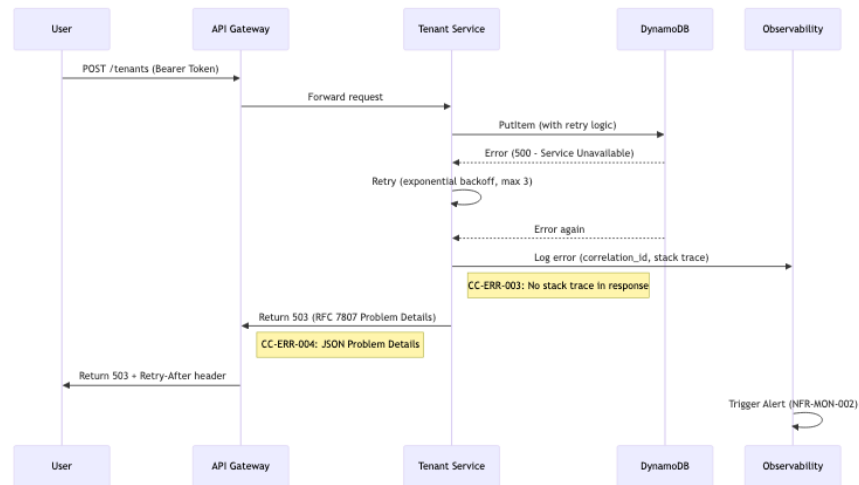 User
API Gateway
Tenant Service
DynamoDB
Observability
POST /tenants (Bearer Token)
Forward request
PutItem (with retry logic)
Error (500 - Service Unavailable)
Retry (exponential backoff, max 3)
Error again
Log error (correlation_id, stack trace)
CC-ERR-003: No stack trace in response
Return 503 (RFC 7807 Problem Details)
CC-ERR-004: JSON Problem Details
Return 503 + Retry-After header
Trigger Alert (NFR-MON-002)
User
API Gateway
Tenant Service
DynamoDB
Observability